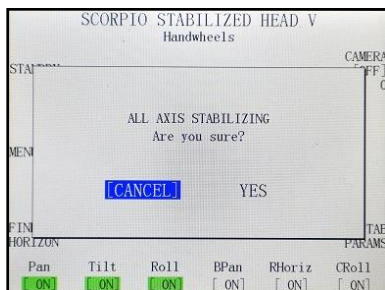 SCORPIO STABILIZED HEAD V
Handwheels
CAMERA
ALL AXIS STABILIZING
Are you sure?
MENU
[CANCEL] YES
HORIZON PARAMS
Pan Tilt Roll BPan RHoriz CRoll
[ ON] [ ON] [ ON] [ ON] [ ON] [ ON]